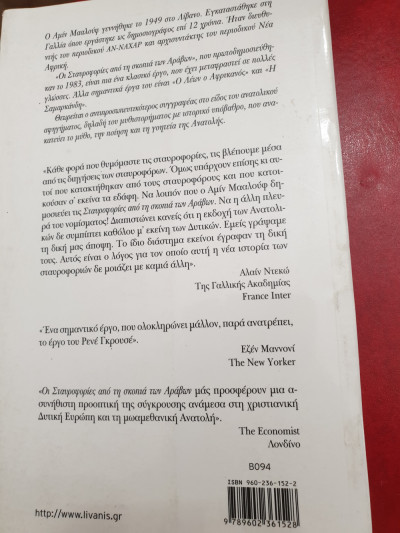 Ο Αμίν Μααλούφ γεννήθηκε το 1949 στο Λίβανο. Εγκαταστάθηκε στη
Γαλλία όπου εργάστηκε ως δημοσιογράφος επί 12 χρόνια. Ήταν διευθυ-
ντής του περιοδικού ΑΝ-ΝΑΧΑΡ και αρχισυντάκτης του περιοδικού Νέα
Αφρική.
«Οι Σταυροφορίες από τη σκοπιά των Αράβων», που πρωτοδημοσιεύθη-
καν το 1983, είναι πια ένα κλασικό έργο, που έχει μεταφραστεί σε πολλές
γλώσσες. Άλλα σημαντικά έργα του είναι «Ο Λέων ο Αφρικανός» και «Η
Σαμαρκάνδη».
Θεωρείται ο αντιπροσωπευτικότερος συγγραφέας στο είδος του ανατολικού
αφηγήματος, δηλαδή του μυθιστορήματος με ιστορικό υπόβαθρο, που ανα-
κατεύει το μύθο, την ποίηση και τη γοητεία της Ανατολής.
«Κάθε φορά που θυμόμαστε τις σταυροφορίες, τις βλέπουμε μέσα
από τις διηγήσεις των σταυροφόρων. Όμως υπάρχουν επίσης κι αυ-
τοί που κατακτήθηκαν από τους σταυροφόρους και που κατοι-
κούσαν σ' εκείνα τα εδάφη. Να λοιπόν που ο Αμίν Μααλούφ δη-
μοσιεύει τις Σταυροφορίες από τη σκοπιά των Αράβων. Να η άλλη πλευ-
ρά του νομίσματος! Διαπιστώνει κανείς ότι η εκδοχή των Ανατολι-
κών δε συμπίπτει καθόλου μ' εκείνη των Δυτικών. Εμείς γράψαμε
τη δική μας άποψη. Το ίδιο διάστημα εκείνοι έγραφαν τη δική
τους. Αυτός είναι ο λόγος για τον οποίο αυτή η νέα ιστορία των
σταυροφοριών δε μοιάζει με καμιά άλλη».
Αλαίν Ντεκώ
Της Γαλλικής Ακαδημίας
France Inter
«Ένα σημαντικό έργο, που ολοκληρώνει μάλλον, παρά ανατρέπει,
το έργο του Ρενέ Γκρουσέ».
Εζέν Μαννονί
The New Yorker
«Οι Σταυροφορίες από τη σκοπιά των Αράβων μάς προσφέρουν μια α-
συνήθιστη προοπτική της σύγκρουσης ανάμεσα στη χριστιανική
Δυτική Ευρώπη και τη μωαμεθανική Ανατολή».
The Economist
Λονδίνο
B094
ISBN 960-236-152-2
9 789602 361528
http://www.livanis.gr